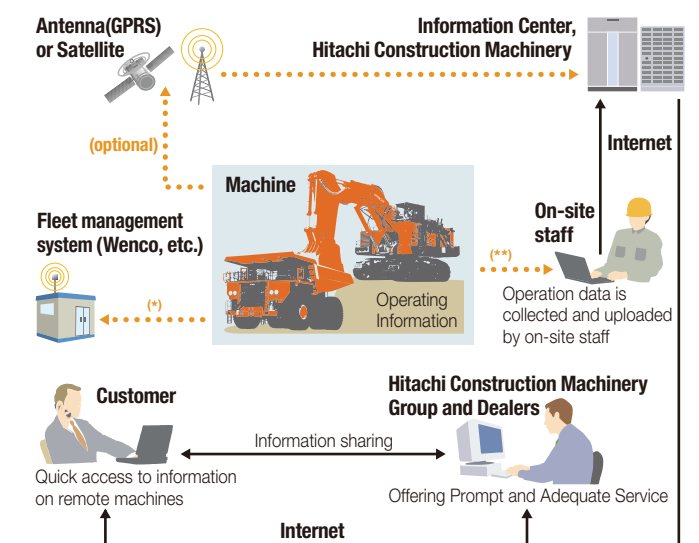 Antenna(GPRS)
or Satellite
Information Center,
Hitachi Construction Machinery
(optional)
Internet
Machine
On-site
staff
Fleet management
system (Wenco, etc.)
(**)
Operating
Information
Operation data is
collected and uploaded
by on-site staff
(*)
Customer
Hitachi Construction Machinery
Group and Dealers
Information sharing
Quick access to information
on remote machines
Offering Prompt and Adequate Service
Internet